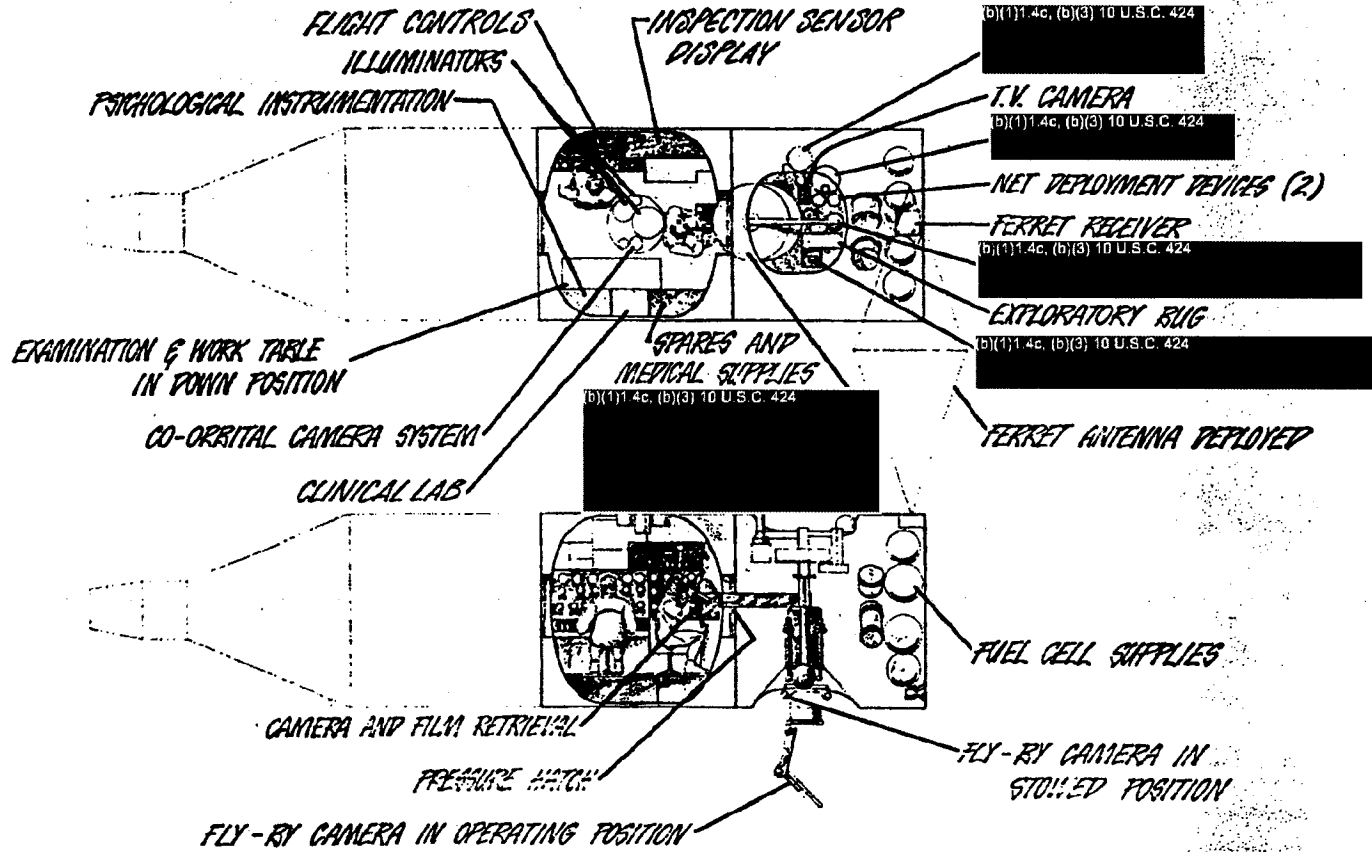 FLIGHT CONTROLS
ILLUMINATORS
PSYCHOLOGICAL INSTRUMENTATION
INSPECTION SENSOR
DISPLAY
(b)(1)1.4c, (b)(3) 10 U.S.C. 424
T.V. CAMERA
(b)(1)1.4c, (b)(3) 10 U.S.C. 424
NET DEPLOYMENT DEVICES (2)
FERRET RECEIVER
(b)(1)1.4c, (b)(3) 10 U.S.C. 424
EXPLORATORY BUG
(b)(1)1.4c, (b)(3) 10 U.S.C. 424
EXAMINATION & WORK TABLE
IN DOWN POSITION
SPARES AND
MEDICAL SUPPLIES
(b)(1)1.4c, (b)(3) 10 U.S.C. 424
CO-ORBITAL CAMERA SYSTEM
FERRET ANTENNA DEPLOYED
CLINICAL LAB
FUEL CELL SUPPLIES
CAMERA AND FILM RETRIEVAL
PRESSURE HATCH
FLY-BY CAMERA IN
STOWED POSITION
FLY-BY CAMERA IN OPERATING POSITION